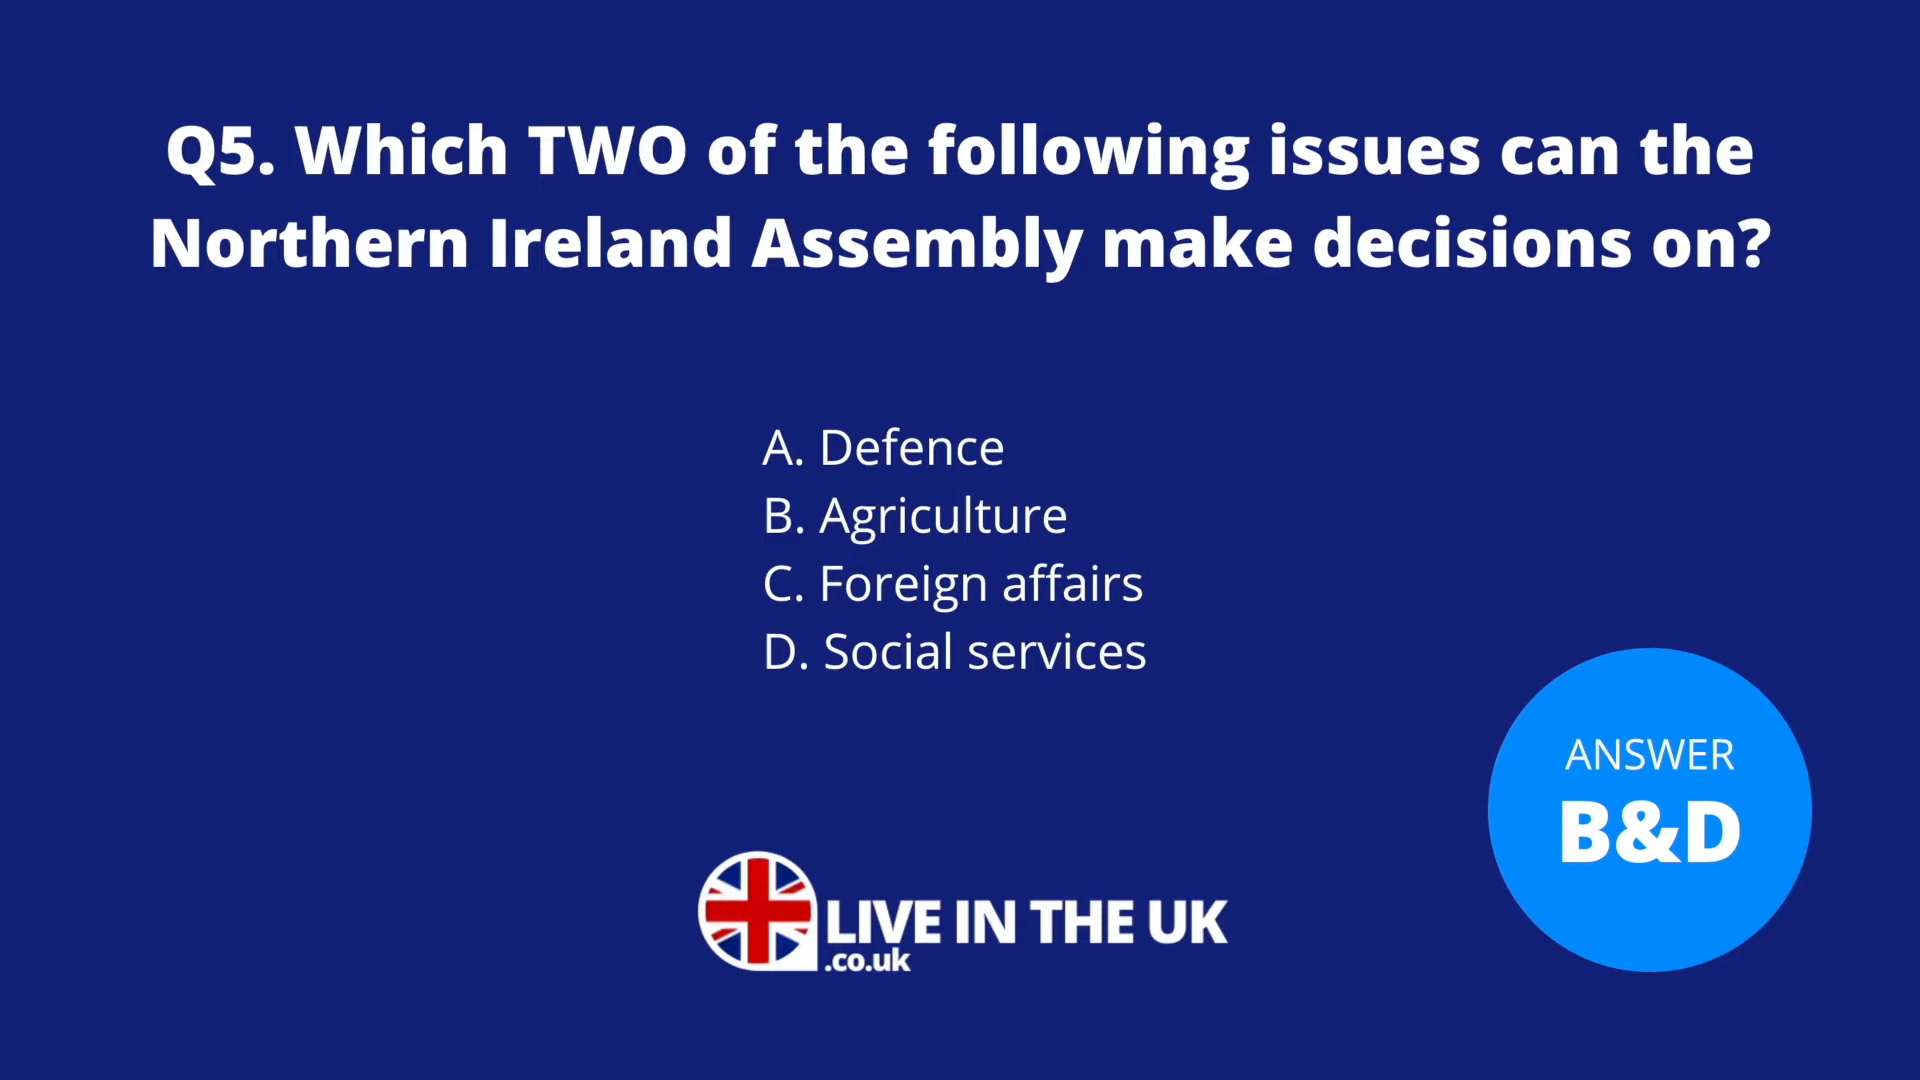 Q5. Which TWO of the following issues can the
Northern Ireland Assembly make decisions on?
A. Defence
B. Agriculture
C. Foreign affairs
D. Social services
ANSWER
B&D
LIVE IN THE UK
.co.uk